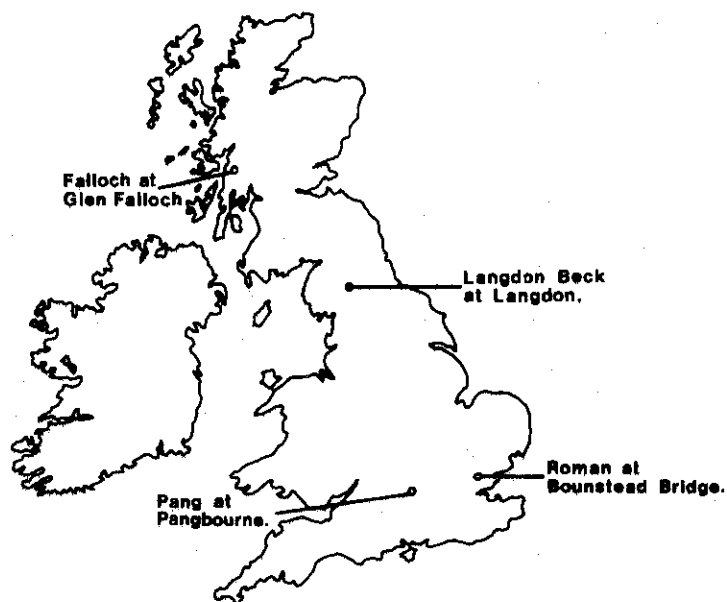 Falloch at
Glen Falloch
Langdon Beck
at Langdon.
Roman at
Bounstead Bridge.
Pang at
Pangbourne.